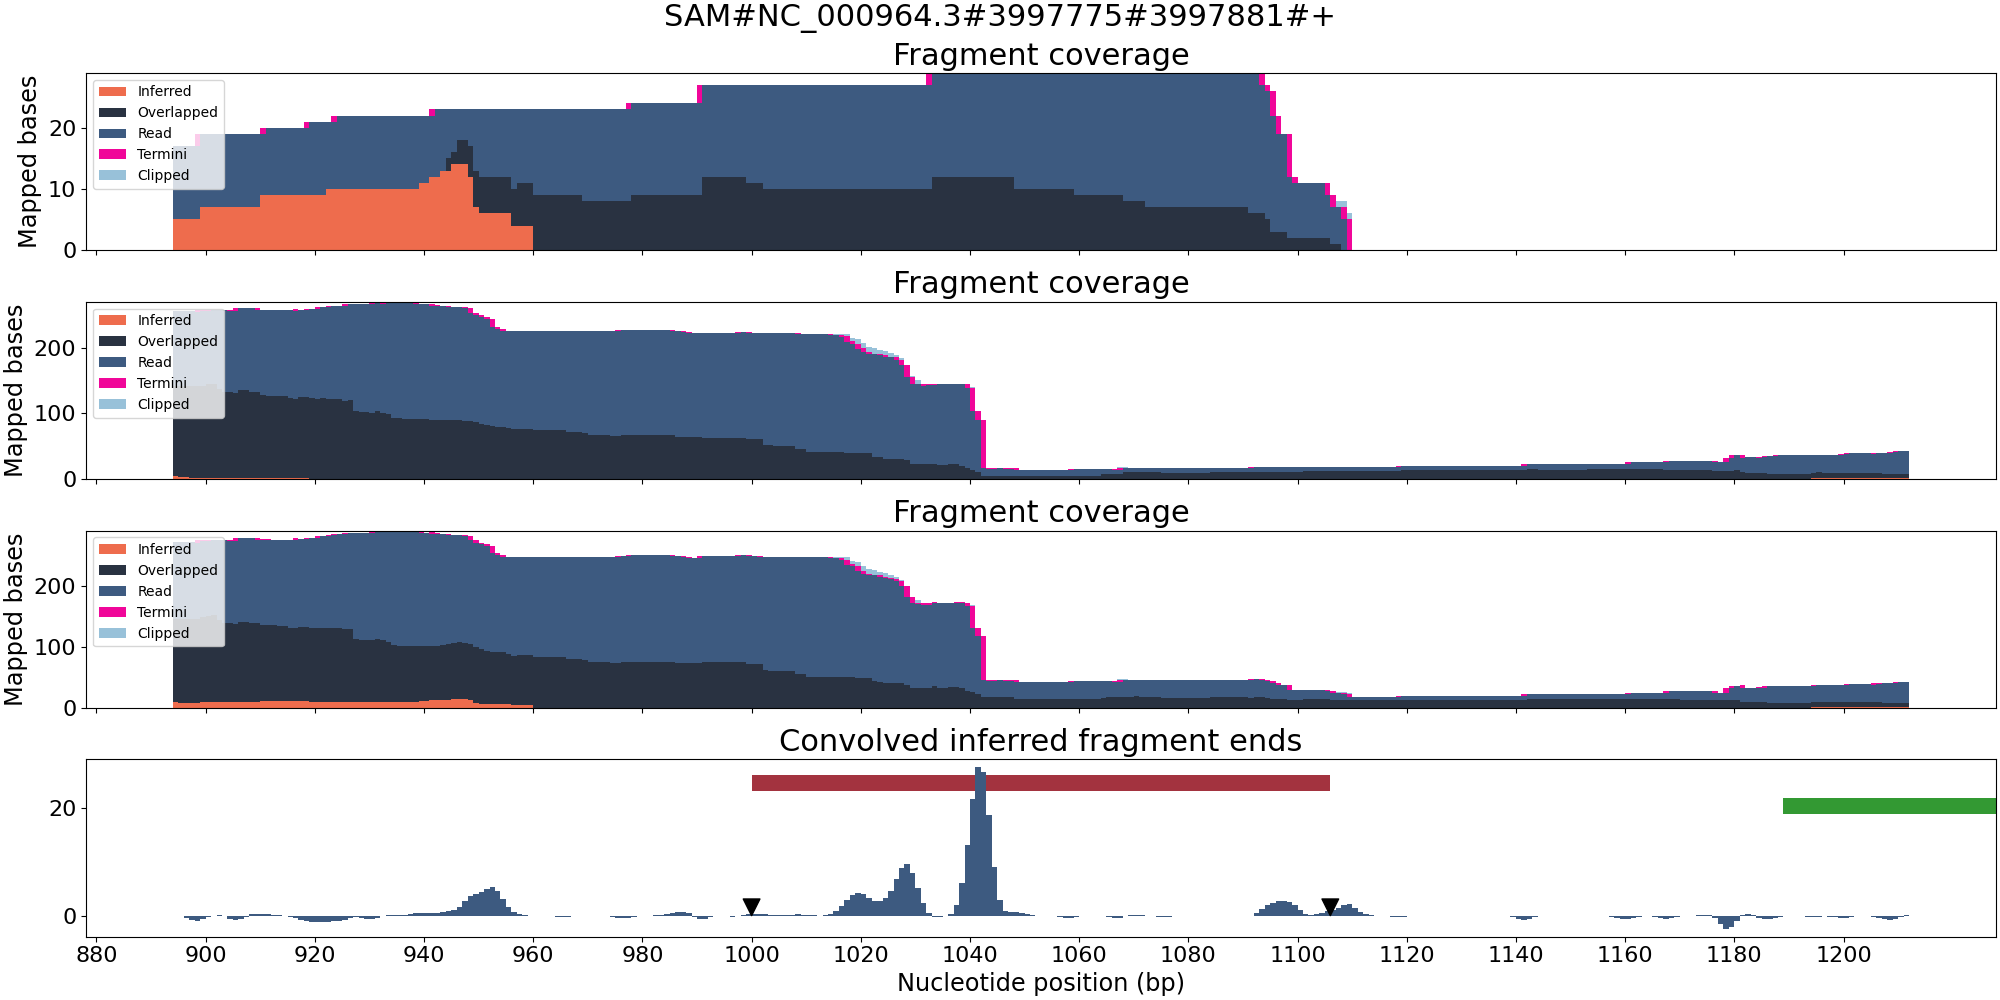 SAM#NC_000964.3#3997775#3997881#+
Fragment coverage
Mapped bases
20
10
0
Inferred
Overlapped
Read
Termini
Clipped
Fragment coverage
Mapped bases
200
100
0
Inferred
Overlapped
Read
Termini
Clipped
Fragment coverage
Mapped bases
200
100
0
Inferred
Overlapped
Read
Termini
Clipped
Convolved inferred fragment ends
20
0
880 900 920 940 960 980 1000 1020 1040 1060 1080 1100 1120 1140 1160 1180 1200
Nucleotide position (bp)